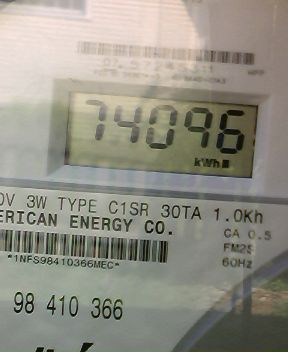 74096
kWh
0V 3W TYPE C1SR 30TA 1.0Kh
ERICAN ENERGY CO.
CA 0.5
*1NFS98410366MEC*
FM2S
60Hz
98 410 366